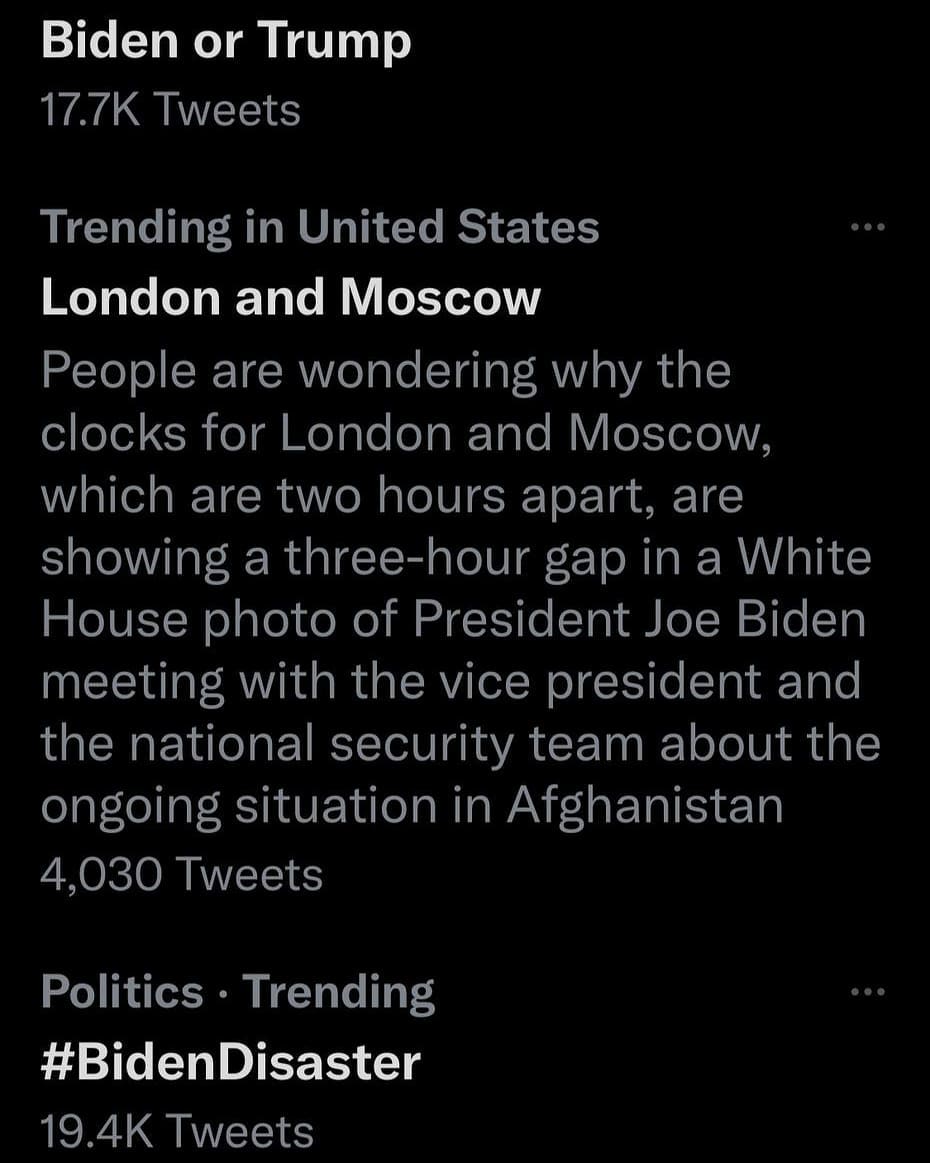 Biden or Trump
17.7K Tweets
Trending in United States
London and Moscow
People are wondering why the
clocks for London and Moscow,
which are two hours apart, are
showing a three-hour gap in a White
House photo of President Joe Biden
meeting with the vice president and
the national security team about the
ongoing situation in Afghanistan
4,030 Tweets
Politics · Trending
#BidenDisaster
19.4K Tweets